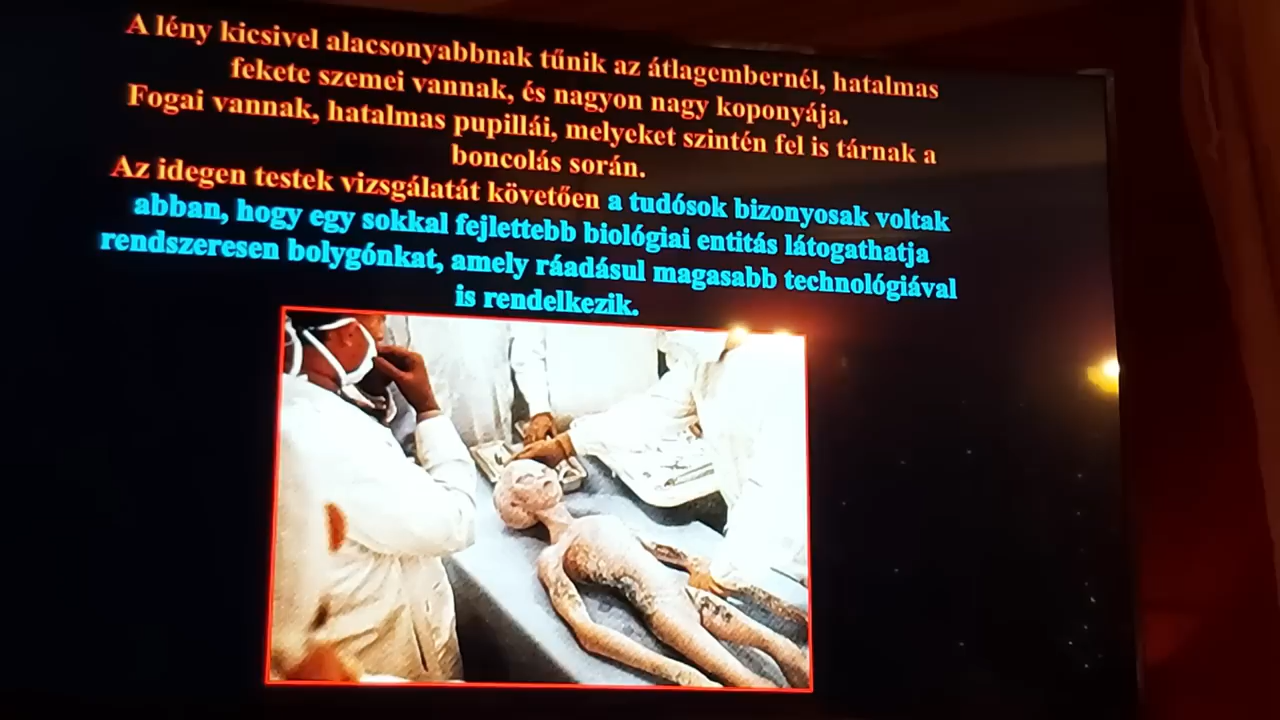 A lény kicsivel alacsonyabbnak tűnik az átlagembernél, hatalmas
fekete szemei vannak, és nagyon nagy koponyája.
Fogai vannak, hatalmas pupillái, melyeket szintén fel is tárnak a
boncolás során.
Az idegen testek vizsgálatát követően a tudósok bizonyosak voltak
abban, hogy egy sokkal fejlettebb biológiai entitás látogathatja
rendszeresen bolygónkat, amely ráadásul magasabb technológiával
is rendelkezik.